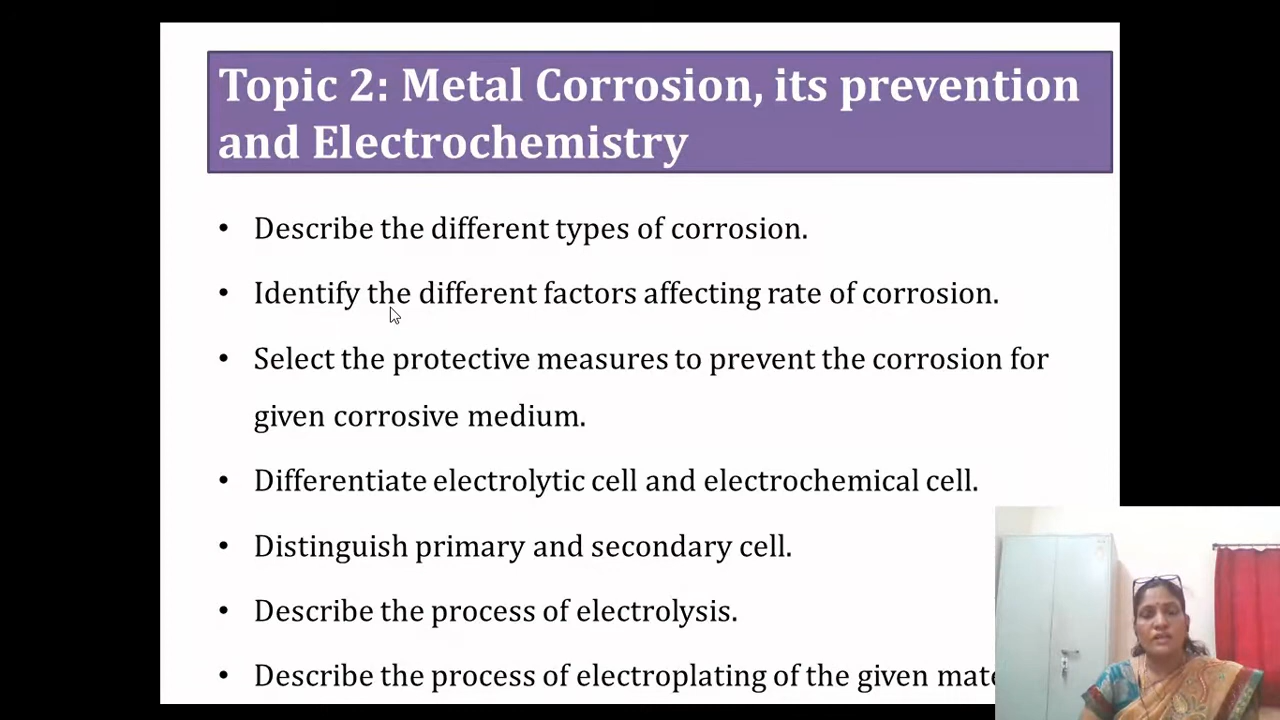 Topic 2: Metal Corrosion, its prevention
and Electrochemistry
• Describe the different types of corrosion.
• Identify the different factors affecting rate of corrosion.
• Select the protective measures to prevent the corrosion for
given corrosive medium.
• Differentiate electrolytic cell and electrochemical cell.
• Distinguish primary and secondary cell.
• Describe the process of electrolysis.
• Describe the process of electroplating of the given